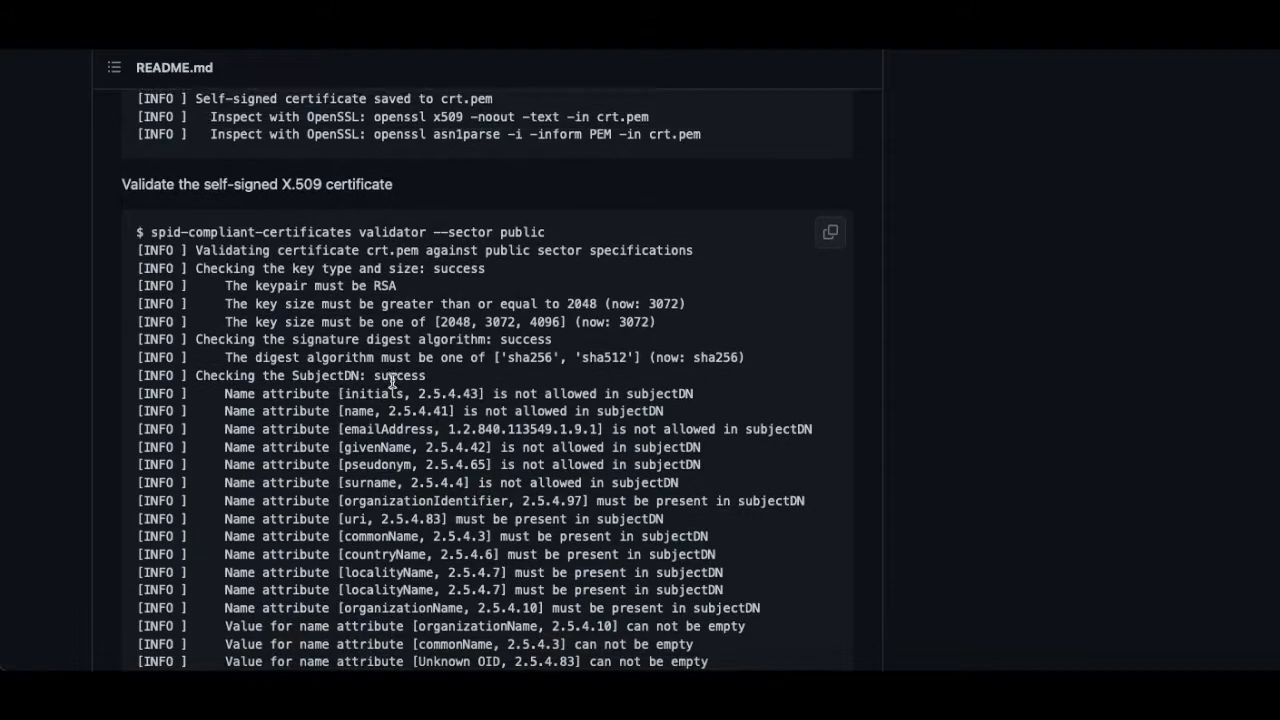 README.md
[INFO ] Self-signed certificate saved to crt.pem
[INFO ]   Inspect with OpenSSL: openssl x509 -noout -text -in crt.pem
[INFO ]   Inspect with OpenSSL: openssl asn1parse -i -inform PEM -in crt.pem
Validate the self-signed X.509 certificate
$ spid-compliant-certificates validator --sector public
[INFO ] Validating certificate crt.pem against public sector specifications
[INFO ] Checking the key type and size: success
[INFO ]     The keypair must be RSA
[INFO ]     The key size must be greater than or equal to 2048 (now: 3072)
[INFO ]     The key size must be one of [2048, 3072, 4096] (now: 3072)
[INFO ] Checking the signature digest algorithm: success
[INFO ]     The digest algorithm must be one of ['sha256', 'sha512'] (now: sha256)
[INFO ] Checking the SubjectDN: success
[INFO ]     Name attribute [initials, 2.5.4.43] is not allowed in subjectDN
[INFO ]     Name attribute [name, 2.5.4.41] is not allowed in subjectDN
[INFO ]     Name attribute [emailAddress, 1.2.840.113549.1.9.1] is not allowed in subjectDN
[INFO ]     Name attribute [givenName, 2.5.4.42] is not allowed in subjectDN
[INFO ]     Name attribute [pseudonym, 2.5.4.65] is not allowed in subjectDN
[INFO ]     Name attribute [surname, 2.5.4.4] is not allowed in subjectDN
[INFO ]     Name attribute [organizationIdentifier, 2.5.4.97] must be present in subjectDN
[INFO ]     Name attribute [uri, 2.5.4.83] must be present in subjectDN
[INFO ]     Name attribute [commonName, 2.5.4.3] must be present in subjectDN
[INFO ]     Name attribute [countryName, 2.5.4.6] must be present in subjectDN
[INFO ]     Name attribute [localityName, 2.5.4.7] must be present in subjectDN
[INFO ]     Name attribute [localityName, 2.5.4.7] must be present in subjectDN
[INFO ]     Name attribute [organizationName, 2.5.4.10] must be present in subjectDN
[INFO ]     Value for name attribute [organizationName, 2.5.4.10] can not be empty
[INFO ]     Value for name attribute [commonName, 2.5.4.3] can not be empty
[INFO ]     Value for name attribute [Unknown OID, 2.5.4.83] can not be empty